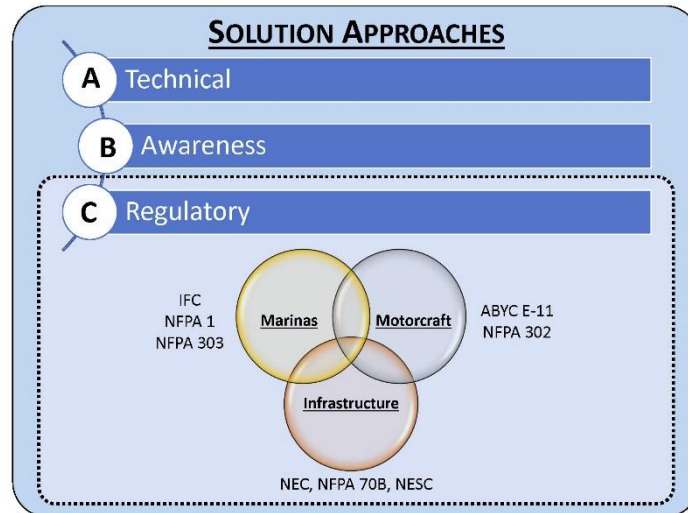 SOLUTION APPROACHES
A Technical
B Awareness
C Regulatory
IFC
NFPA 1
NFPA 303
Marinas
Motorcraft
ABYC E-11
NFPA 302
Infrastructure
NEC, NFPA 70B, NESC